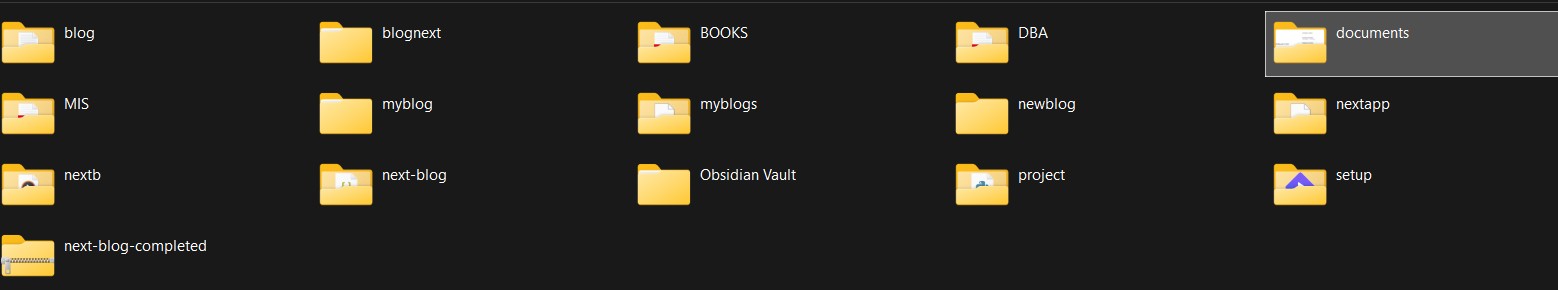 blog
blognext
BOOKS
DBA
documents
MIS
myblog
myblogs
newblog
nextapp
nextb
next-blog
Obsidian Vault
project
setup
next-blog-completed